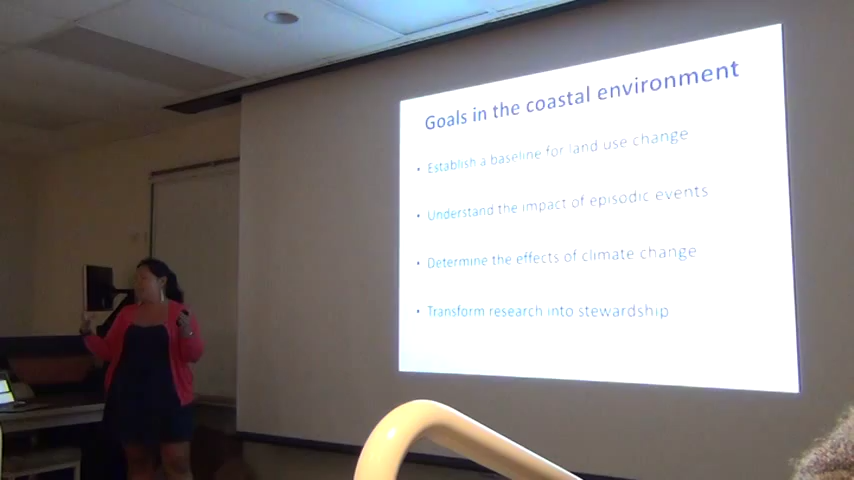 Goals in the coastal environment
• Establish a baseline for land use change
• Understand the impact of episodic events
• Determine the effects of climate change
• Transform research into stewardship